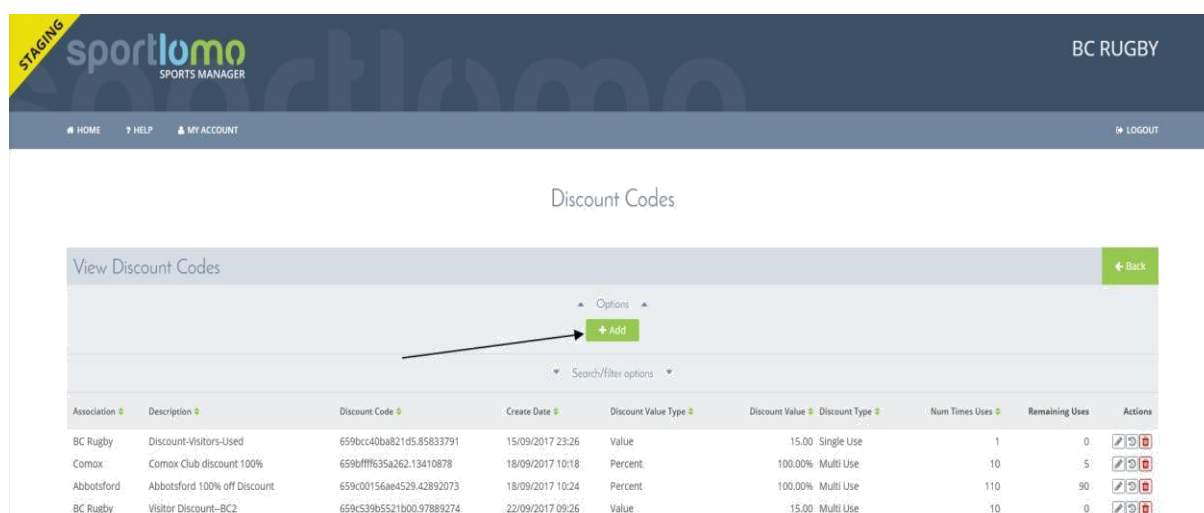 STAGING
sportlomo
SPORTS MANAGER
BC RUGBY
HOME ? HELP MY ACCOUNT LOGOUT
Discount Codes
View Discount Codes Back
Options
+ Add
Search/filter options
Association Description Discount Code Create Date Discount Value Type Discount Value Discount Type Num Times Uses Remaining Uses Actions
BC Rugby Discount-Visitors-Used 659bcc40ba821d5.85833791 15/09/2017 23:26 Value 15.00 Single Use 1 0
Comox Comox Club discount 100% 659bffff635a262.13410878 18/09/2017 10:18 Percent 100.00% Multi Use 10 5
Abbotsford Abbotsford 100% off Discount 659c00156ae4529.42892073 18/09/2017 10:24 Percent 100.00% Multi Use 110 90
BC Rugby Visitor Discount--BC2 659c539b5521b00.97889274 22/09/2017 09:26 Value 15.00 Multi Use 10 0